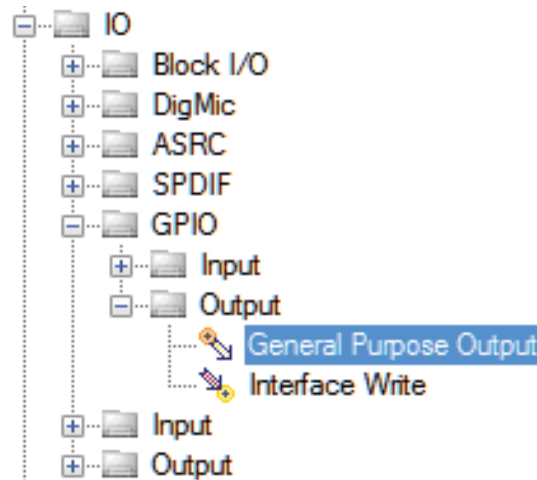 IO
Block I/O
DigMic
ASRC
SPDIF
GPIO
Input
Output
General Purpose Output
Interface Write
Input
Output